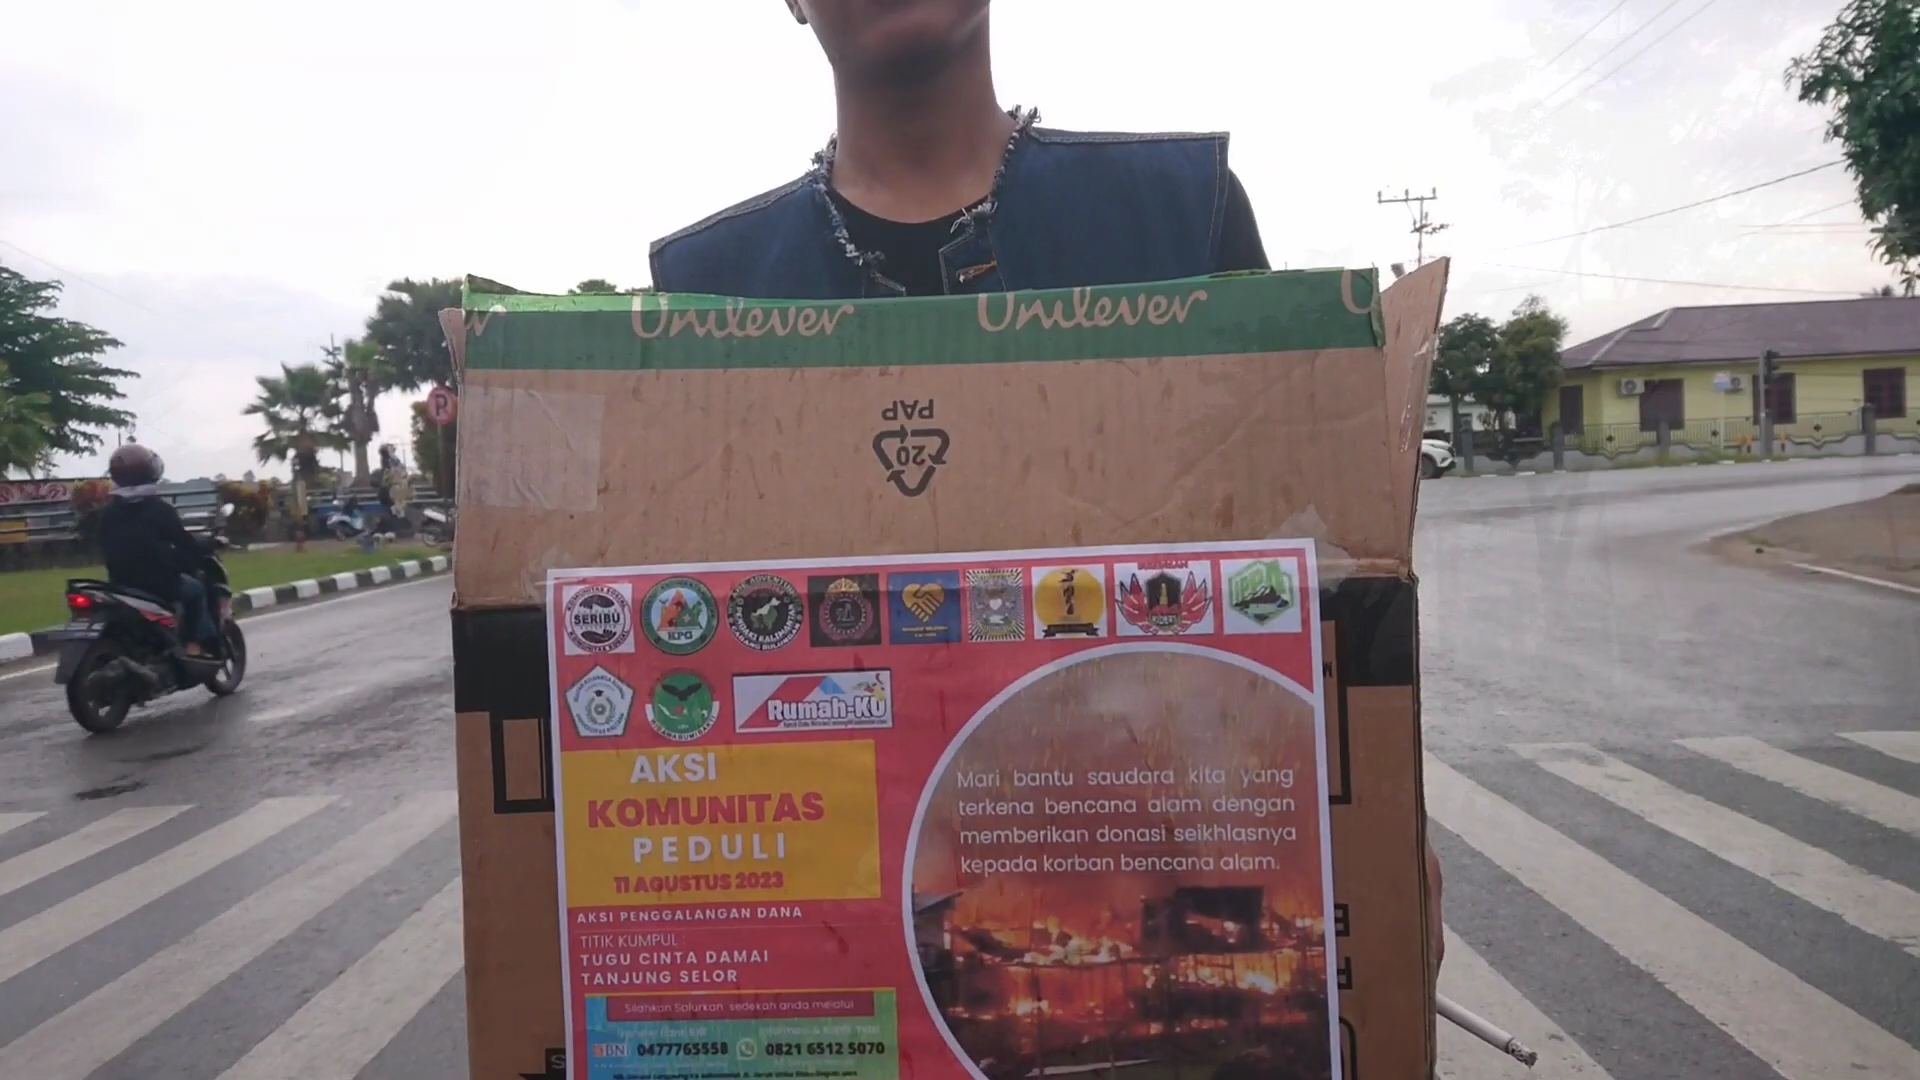 Unilever Unilever U
PAP
20
SERIBU
KPG
Rumah-KU
AKSI
KOMUNITAS
PEDULI
11 AGUSTUS 2023
AKSI PENGGALANGAN DANA
TITIK KUMPUL :
TUGU CINTA DAMAI
TANJUNG SELOR
Silahkan Salurkan sedekah anda melalui
BNI 0477765558 0821 6512 5070
Mari bantu saudara kita yang
terkena bencana alam dengan
memberikan donasi seikhlasnya
kepada korban bencana alam.
P